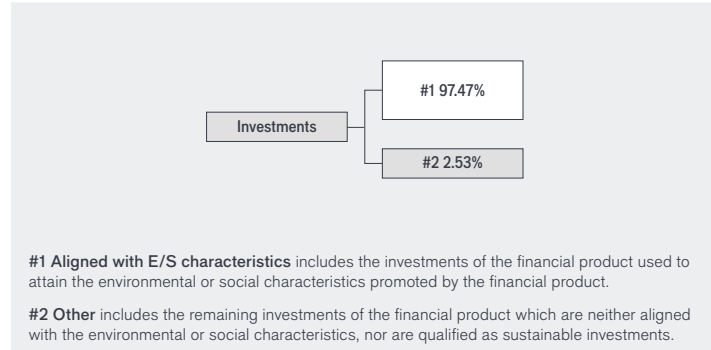 #1 97.47%
Investments
#2 2.53%
#1 Aligned with E/S characteristics includes the investments of the financial product used to
attain the environmental or social characteristics promoted by the financial product.
#2 Other includes the remaining investments of the financial product which are neither aligned
with the environmental or social characteristics, nor are qualified as sustainable investments.